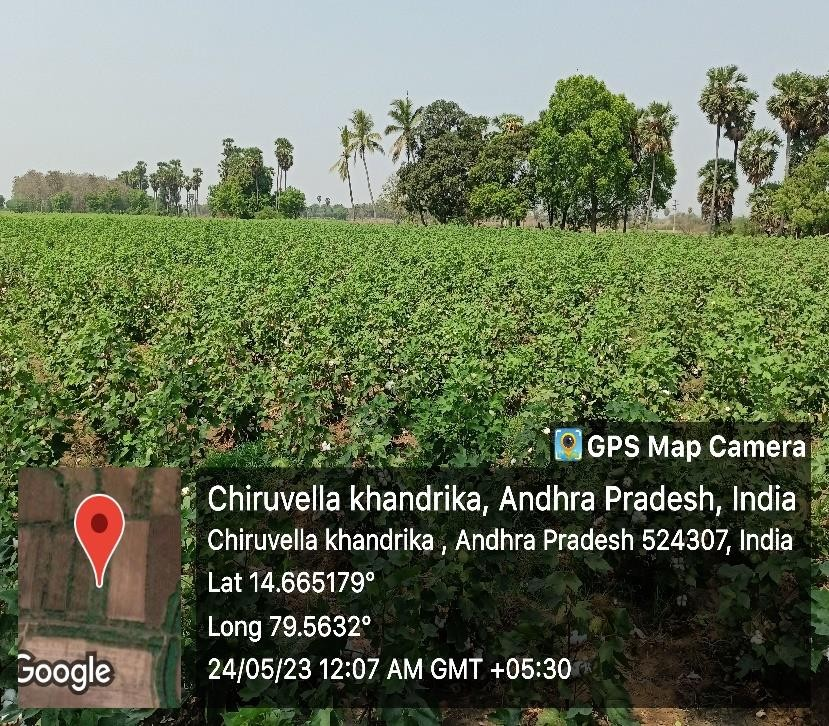 GPS Map Camera
Chiruvella khandrika, Andhra Pradesh, India
Chiruvella khandrika , Andhra Pradesh 524307, India
Lat 14.665179°
Long 79.5632°
24/05/23 12:07 AM GMT +05:30
Google